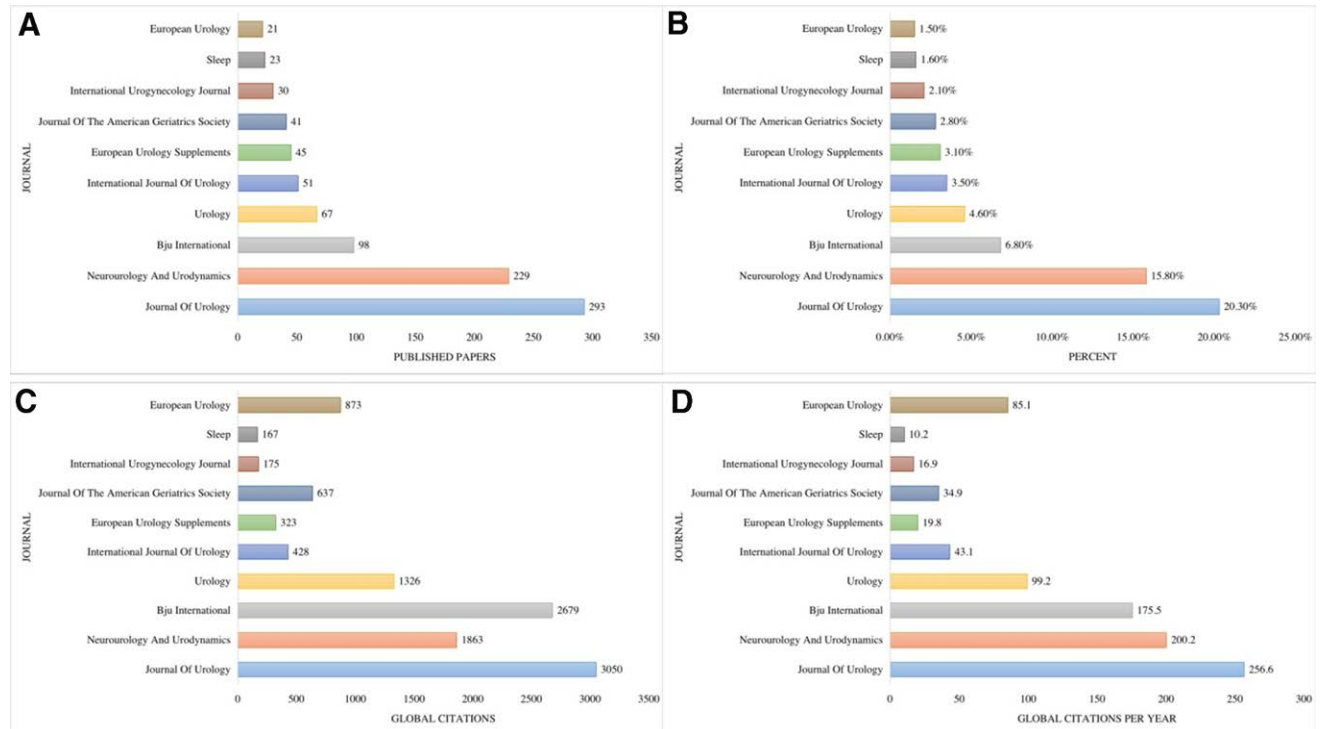 A
JOURNAL
European Urology 21
Sleep 23
International Urogynecology Journal 30
Journal Of The American Geriatrics Society 41
European Urology Supplements 45
International Journal Of Urology 51
Urology 67
Bju International 98
Neurourology And Urodynamics 229
Journal Of Urology 293
0 50 100 150 200 250 300 350
PUBLISHED PAPERS
B
JOURNAL
European Urology 1.50%
Sleep 1.60%
International Urogynecology Journal 2.10%
Journal Of The American Geriatrics Society 2.80%
European Urology Supplements 3.10%
International Journal Of Urology 3.50%
Urology 4.60%
Bju International 6.80%
Neurourology And Urodynamics 15.80%
Journal Of Urology 20.30%
0.00% 5.00% 10.00% 15.00% 20.00% 25.00%
PERCENT
C
JOURNAL
European Urology 873
Sleep 167
International Urogynecology Journal 175
Journal Of The American Geriatrics Society 637
European Urology Supplements 323
International Journal Of Urology 428
Urology 1326
Bju International 2679
Neurourology And Urodynamics 1863
Journal Of Urology 3050
0 500 1000 1500 2000 2500 3000 3500
GLOBAL CITATIONS
D
JOURNAL
European Urology 85.1
Sleep 10.2
International Urogynecology Journal 16.9
Journal Of The American Geriatrics Society 34.9
European Urology Supplements 19.8
International Journal Of Urology 43.1
Urology 99.2
Bju International 175.5
Neurourology And Urodynamics 200.2
Journal Of Urology 256.6
0 50 100 150 200 250 300
GLOBAL CITATIONS PER YEAR